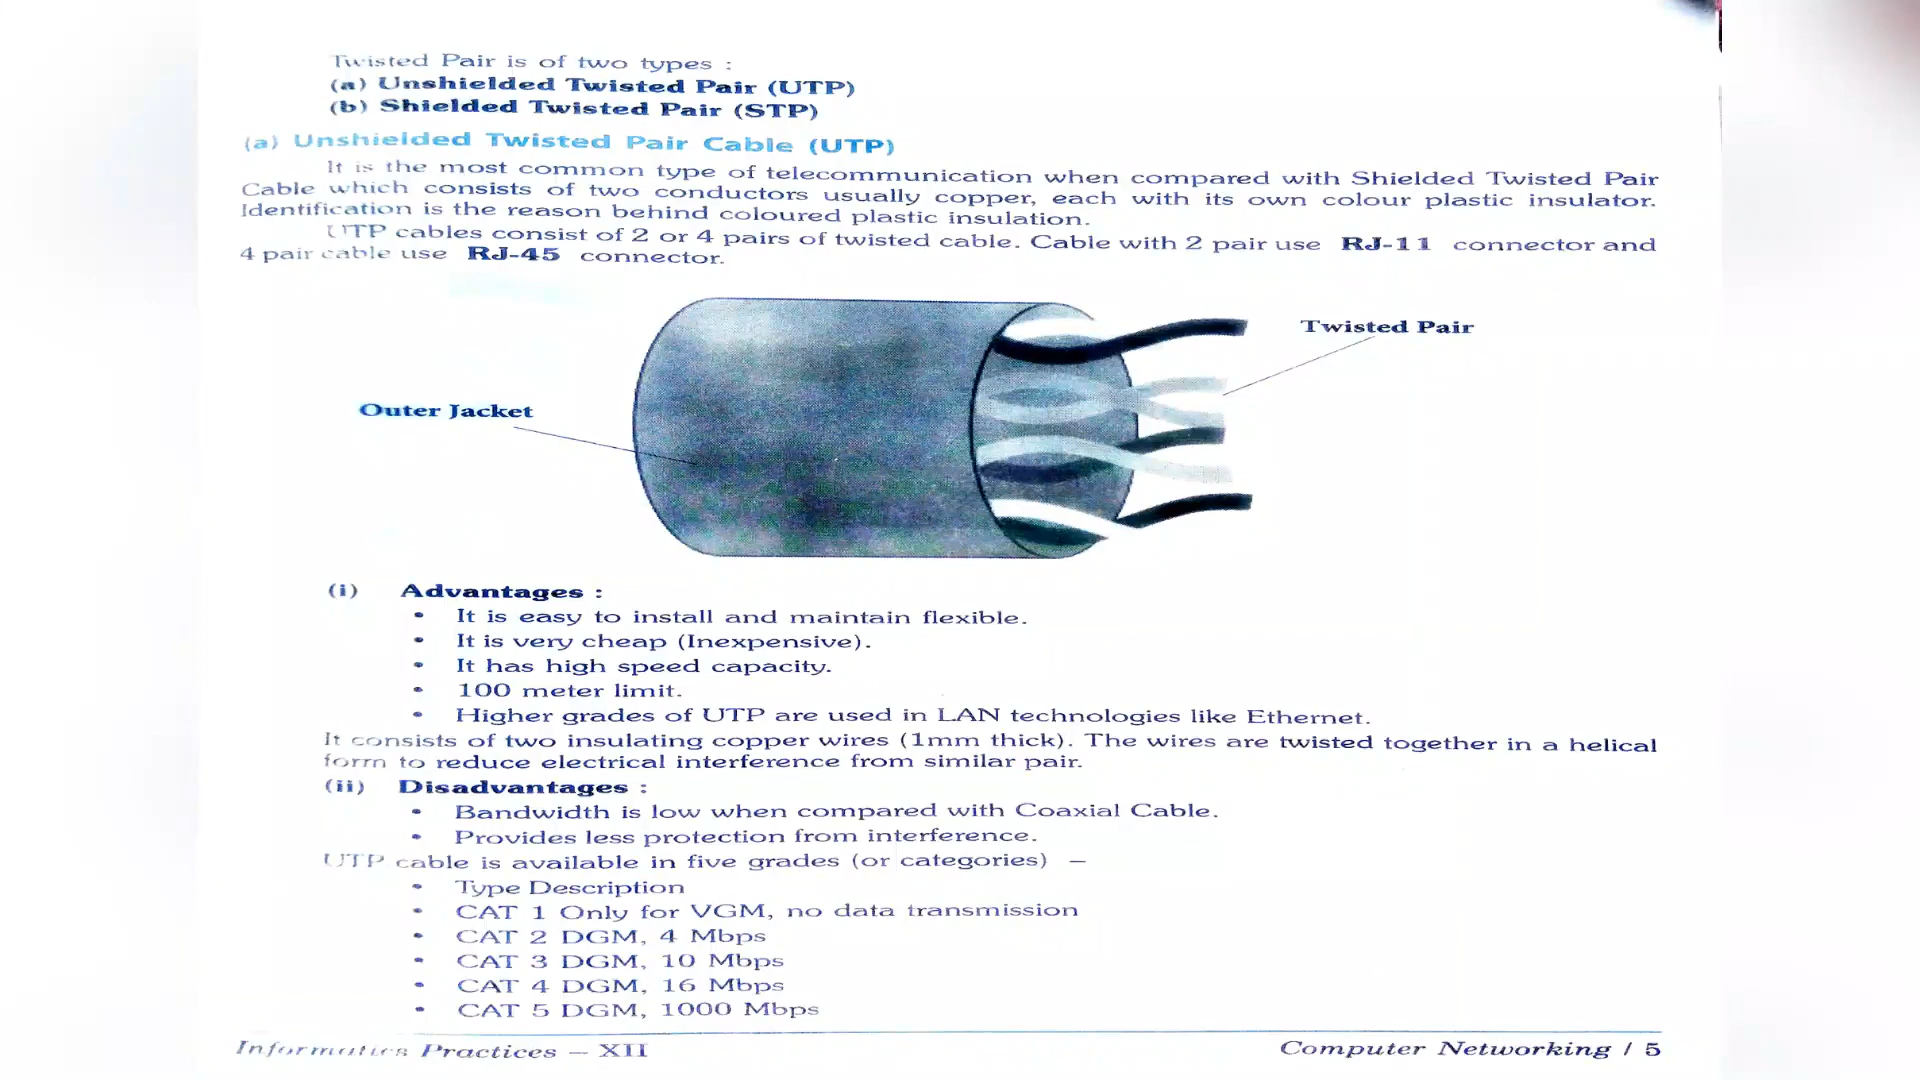 Twisted Pair is of two types :
(a) Unshielded Twisted Pair (UTP)
(b) Shielded Twisted Pair (STP)
(a) Unshielded Twisted Pair Cable (UTP)
It is the most common type of telecommunication when compared with Shielded Twisted Pair
Cable which consists of two conductors usually copper, each with its own colour plastic insulator.
Identification is the reason behind coloured plastic insulation.
UTP cables consist of 2 or 4 pairs of twisted cable. Cable with 2 pair use RJ-11 connector and
4 pair cable use RJ-45 connector.
Twisted Pair
Outer Jacket
(i) Advantages :
• It is easy to install and maintain flexible.
• It is very cheap (Inexpensive).
• It has high speed capacity.
• 100 meter limit.
• Higher grades of UTP are used in LAN technologies like Ethernet.
It consists of two insulating copper wires (1mm thick). The wires are twisted together in a helical
form to reduce electrical interference from similar pair.
(ii) Disadvantages :
• Bandwidth is low when compared with Coaxial Cable.
• Provides less protection from interference.
UTP cable is available in five grades (or categories) –
• Type Description
• CAT 1 Only for VGM, no data transmission
• CAT 2 DGM, 4 Mbps
• CAT 3 DGM, 10 Mbps
• CAT 4 DGM, 16 Mbps
• CAT 5 DGM, 1000 Mbps
Informatics Practices – XII
Computer Networking / 5